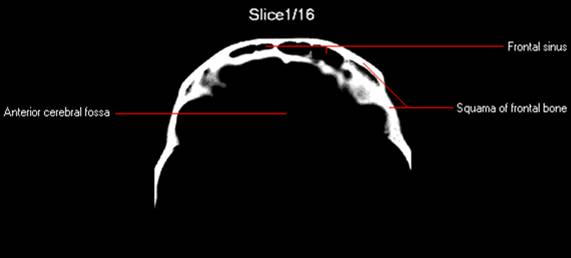 Slice1/16
Frontal sinus
Anterior cerebral fossa
Squama of frontal bone